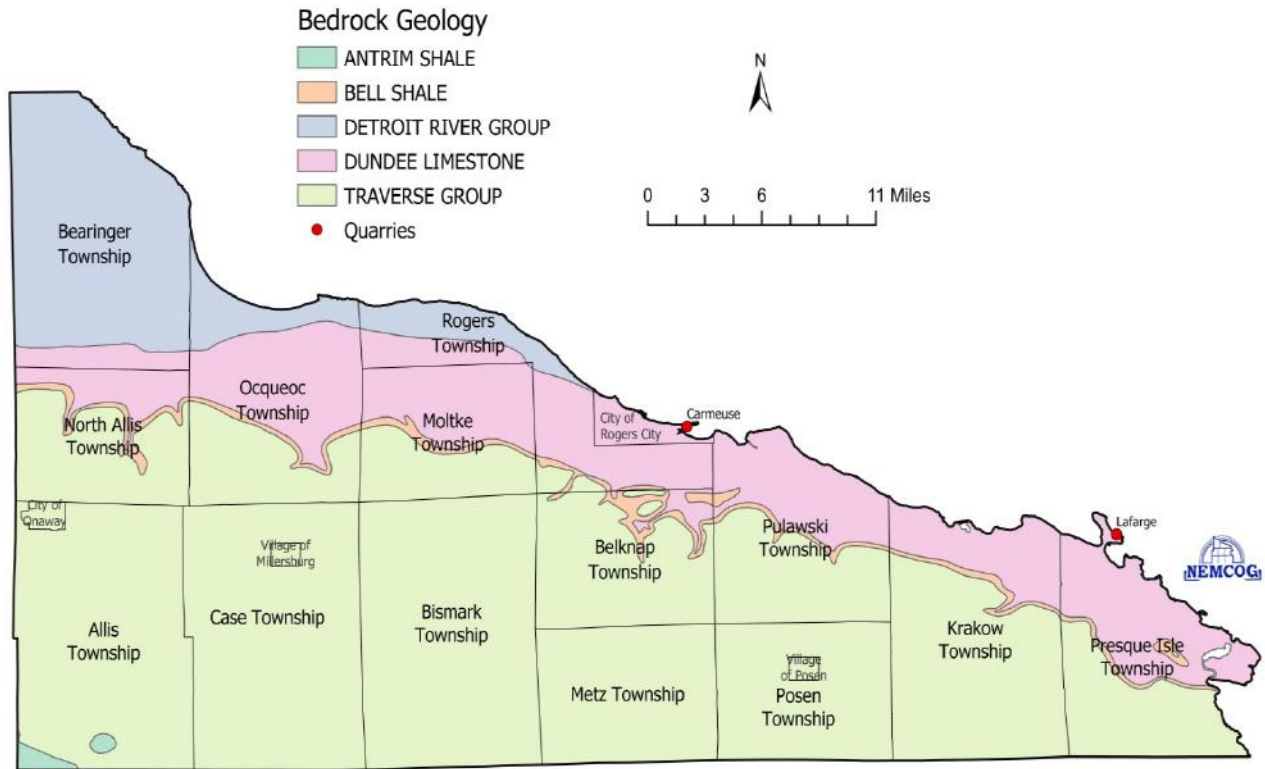 Bedrock Geology
ANTRIM SHALE
BELL SHALE
DETROIT RIVER GROUP
DUNDEE LIMESTONE
TRAVERSE GROUP
Quarries
N
0 3 6 11 Miles
Bearinger
Township
Rogers
Township
Ocqueoc
Township
North Allis
Township
Moltke
Township
City of
Rogers City
Carmeuse
City of
Onaway
Village of
Millersburg
Belknap
Township
Pulawski
Township
Lafarge
NEMCOG
Allis
Township
Case Township
Bismark
Township
Krakow
Township
Presque Isle
Township
Metz Township
Village
of Posen
Posen
Township